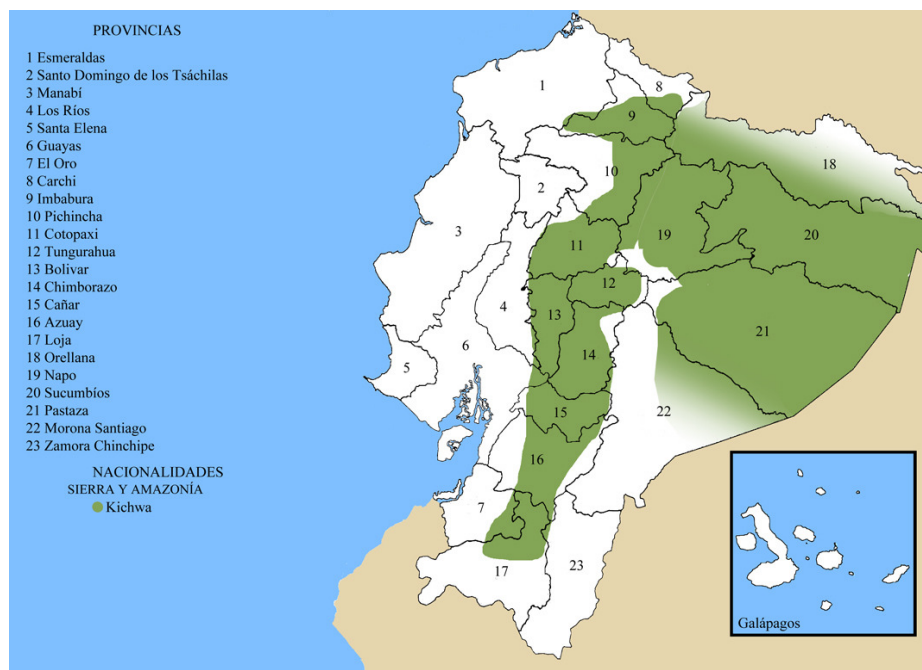 PROVINCIAS
1 Esmeraldas
2 Santo Domingo de los Tsáchilas
3 Manabí
4 Los Ríos
5 Santa Elena
6 Guayas
7 El Oro
8 Carchi
9 Imbabura
10 Pichincha
11 Cotopaxi
12 Tungurahua
13 Bolivar
14 Chimborazo
15 Cañar
16 Azuay
17 Loja
18 Orellana
19 Napo
20 Sucumbíos
21 Pastaza
22 Morona Santiago
23 Zamora Chinchipe
NACIONALIDADES
SIERRA Y AMAZONÍA
Kichwa
1
8
9
18
10
2
3
11
19
20
12
4
13
21
14
6
5
15
22
16
7
17
23
Galápagos